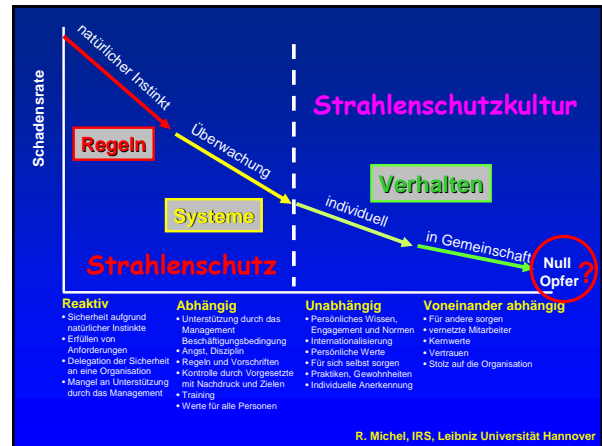 Schadensrate
natürlicher Instinkt
Regeln
Überwachung
Systeme
Strahlenschutz
Strahlenschutzkultur
Verhalten
individuell
in Gemeinschaft
Null
Opfer
?
Reaktiv
• Sicherheit aufgrund
natürlicher Instinkte
• Erfüllen von
Anforderungen
• Delegation der Sicherheit
an eine Organisation
• Mangel an Unterstützung
durch das Management
Abhängig
• Unterstützung durch das
Management
Beschäftigungsbedingung
• Angst, Disziplin
• Regeln und Vorschriften
• Kontrolle durch Vorgesetzte
mit Nachdruck und Zielen
• Training
• Werte für alle Personen
Unabhängig
• Persönliches Wissen,
Engagement und Normen
• Internationalisierung
• Persönliche Werte
• Für sich selbst sorgen
• Praktiken, Gewohnheiten
• Individuelle Anerkennung
Voneinander abhängig
• Für andere sorgen
• vernetzte Mitarbeiter
• Kernwerte
• Vertrauen
• Stolz auf die Organisation
R. Michel, IRS, Leibniz Universität Hannover